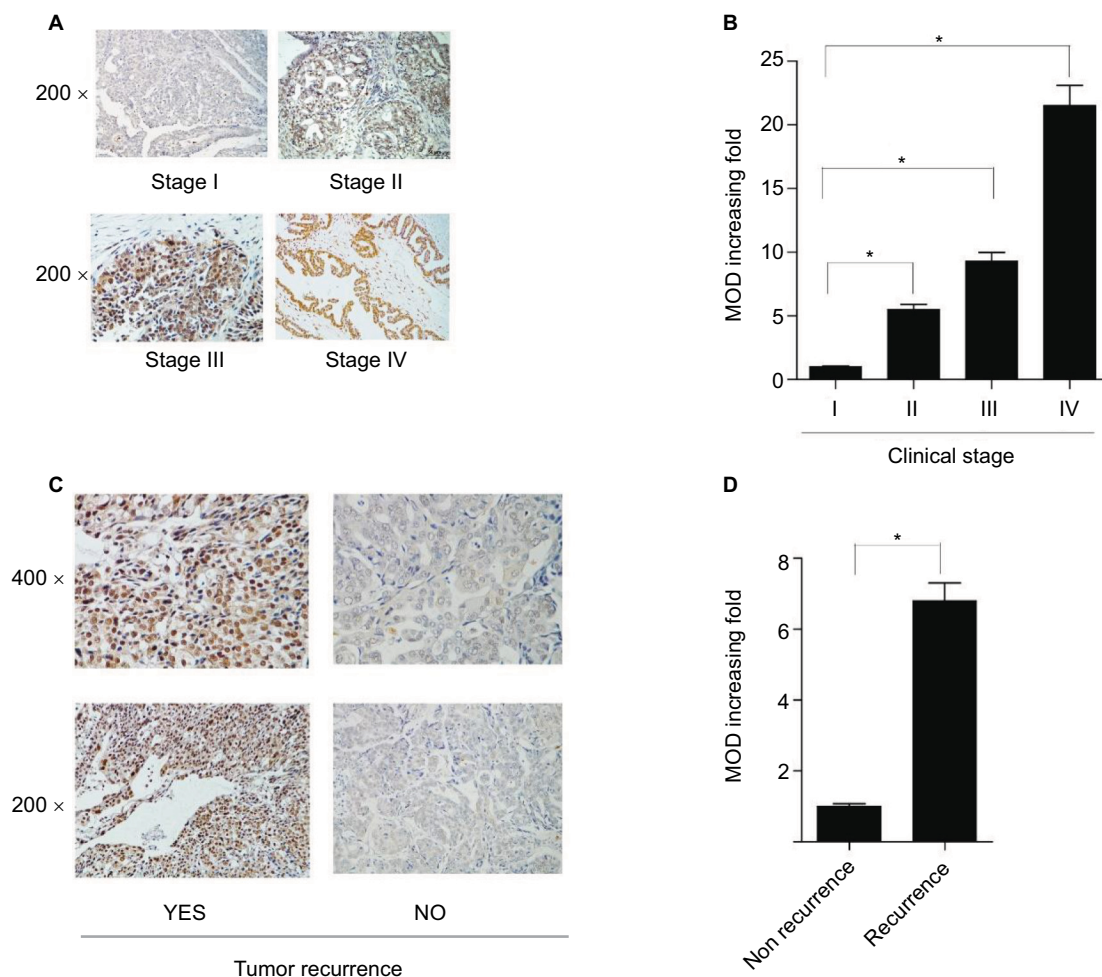 A
200 ×
Stage I
Stage II
200 ×
Stage III
Stage IV
B
MOD increasing fold
25
20
15
10
5
0
*
*
*
I
II
III
IV
Clinical stage
C
400 ×
200 ×
YES
NO
Tumor recurrence
D
MOD increasing fold
8
6
4
2
*
Non recurrence
Recurrence